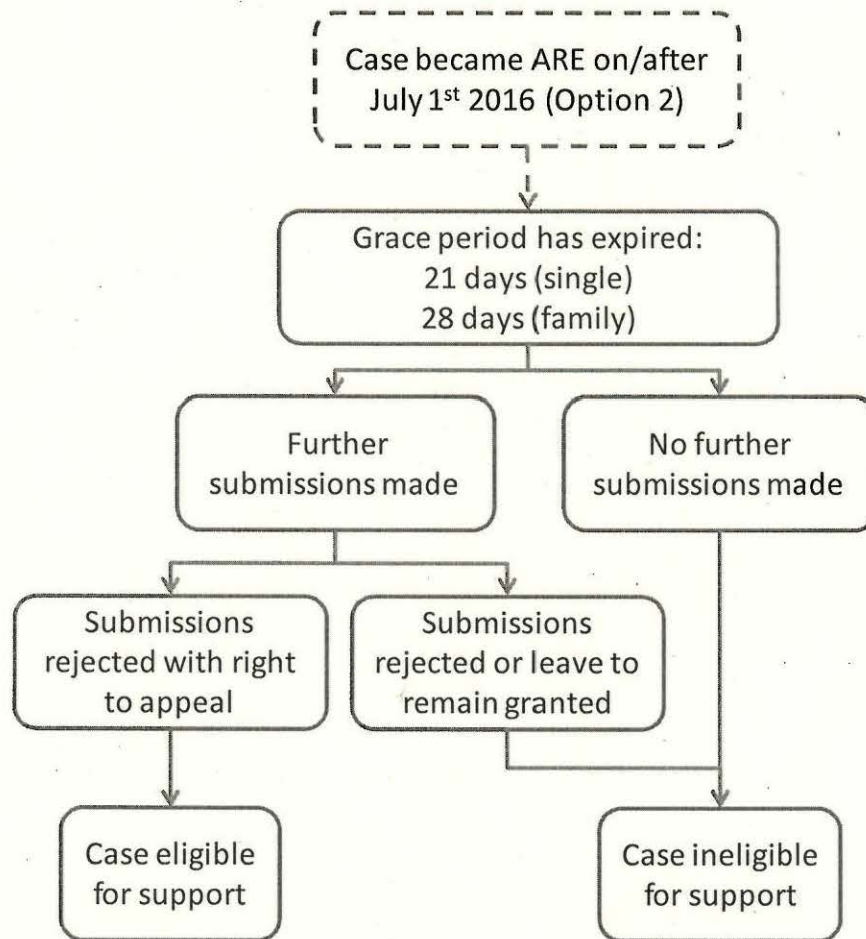 Case became ARE on/after
July 1st 2016 (Option 2)
Grace period has expired:
21 days (single)
28 days (family)
Further
submissions made
No further
submissions made
Submissions
rejected with right
to appeal
Submissions
rejected or leave to
remain granted
Case eligible
for support
Case ineligible
for support